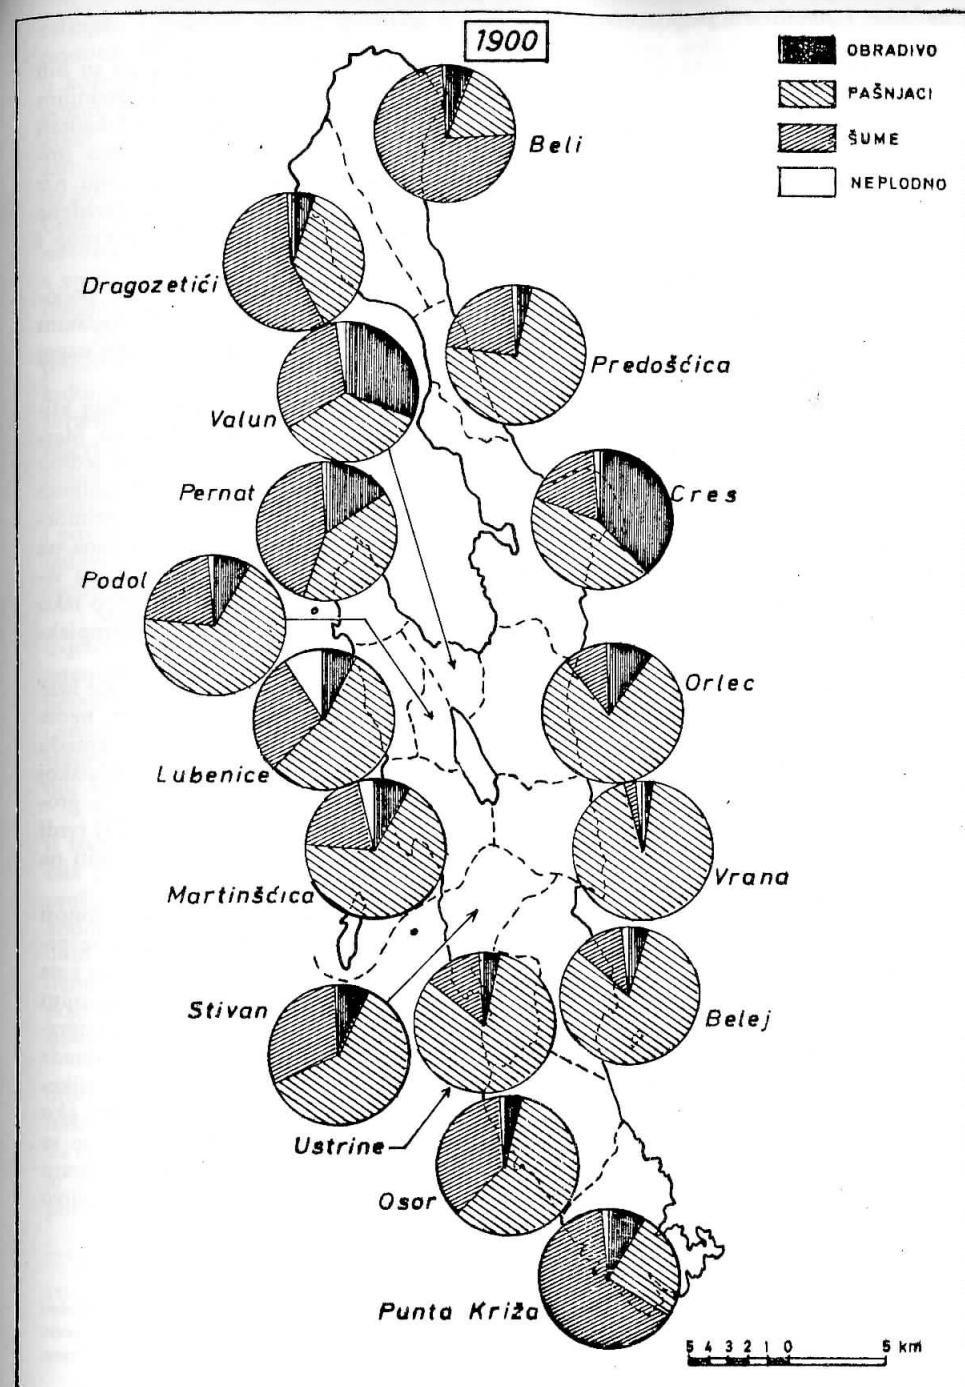 1900
OBRADIVO
PAŠNJACI
ŠUME
NEPLODNO
Beli
Dragozetići
Predošćica
Valun
Pernat
Cres
Podol
Orlec
Lubenice
Vrana
Martinšćica
Stivan
Belej
Ustrine
Osor
Punta Križa
5 4 3 2 1 0 5 km